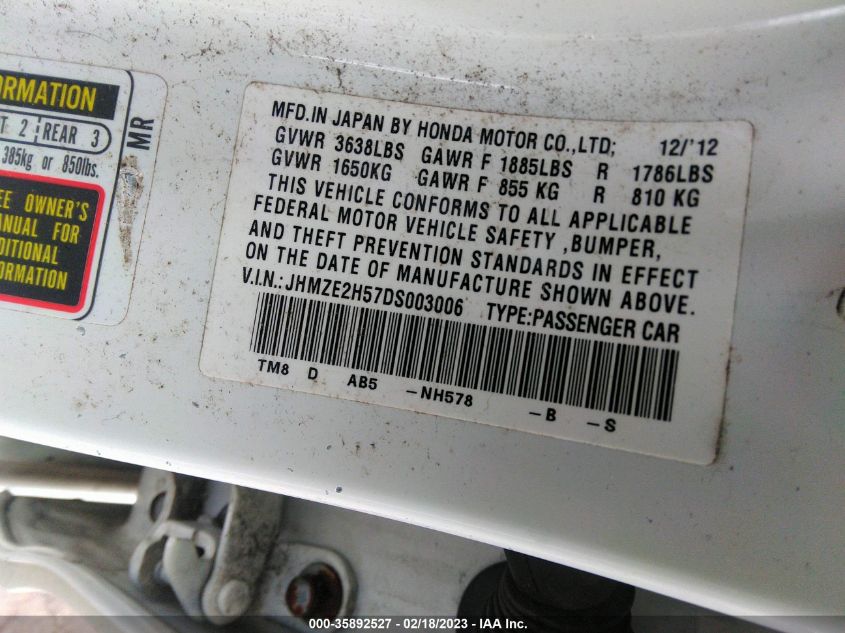 ORMATION
T 2 REAR 3
385kg or 850lbs.
MR
EE OWNER'S
ANUAL FOR
DITIONAL
FORMATION
MFD.IN JAPAN BY HONDA MOTOR CO.,LTD; 12/'12
GVWR 3638LBS GAWR F 1885LBS R 1786LBS
GVWR 1650KG GAWR F 855 KG R 810 KG
THIS VEHICLE CONFORMS TO ALL APPLICABLE
FEDERAL MOTOR VEHICLE SAFETY ,BUMPER,
AND THEFT PREVENTION STANDARDS IN EFFECT
ON THE DATE OF MANUFACTURE SHOWN ABOVE.
V.I.N.:JHMZE2H57DS003006 TYPE:PASSENGER CAR
TM8 D AB5 -NH578 -B -S
000-35892527 - 02/18/2023 - IAA Inc.